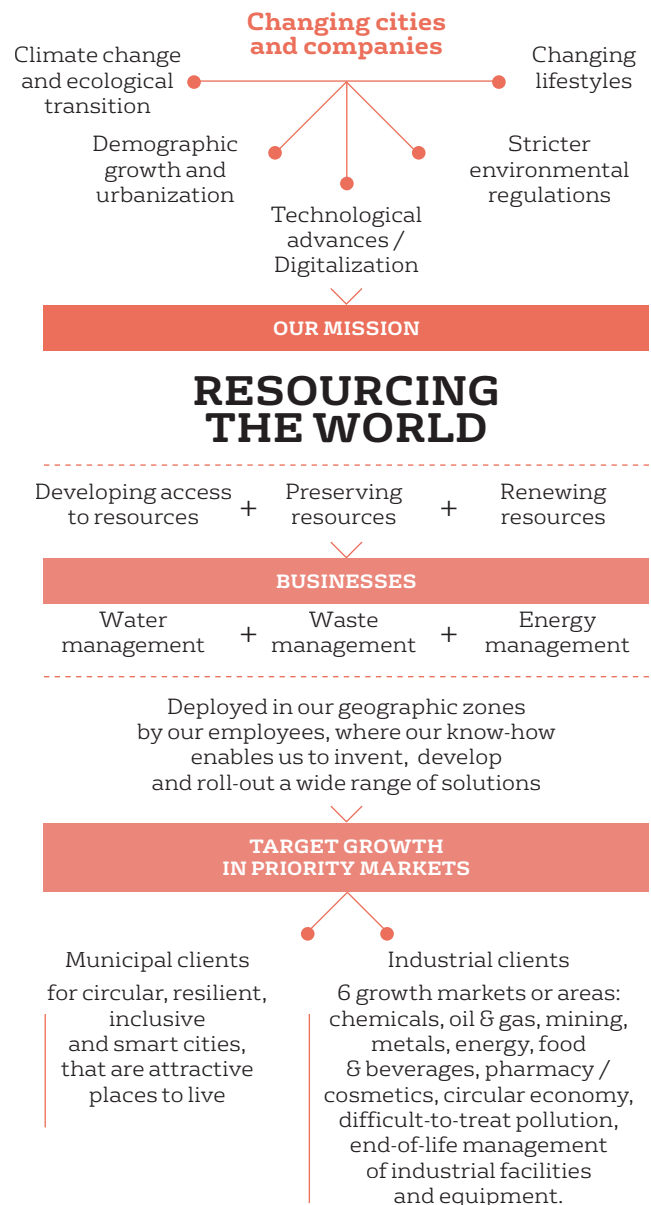 Changing cities
and companies
Climate change
and ecological
transition
Changing
lifestyles
Demographic
growth and
urbanization
Stricter
environmental
regulations
Technological
advances /
Digitalization
OUR MISSION
RESOURCING
THE WORLD
Developing access
to resources
+
Preserving
resources
+
Renewing
resources
BUSINESSES
Water
management
+
Waste
management
+
Energy
management
Deployed in our geographic zones
by our employees, where our know-how
enables us to invent, develop
and roll-out a wide range of solutions
TARGET GROWTH
IN PRIORITY MARKETS
Municipal clients
for circular, resilient,
inclusive
and smart cities,
that are attractive
places to live
Industrial clients
6 growth markets or areas:
chemicals, oil & gas, mining,
metals, energy, food
& beverages, pharmacy /
cosmetics, circular economy,
difficult-to-treat pollution,
end-of-life management
of industrial facilities
and equipment.